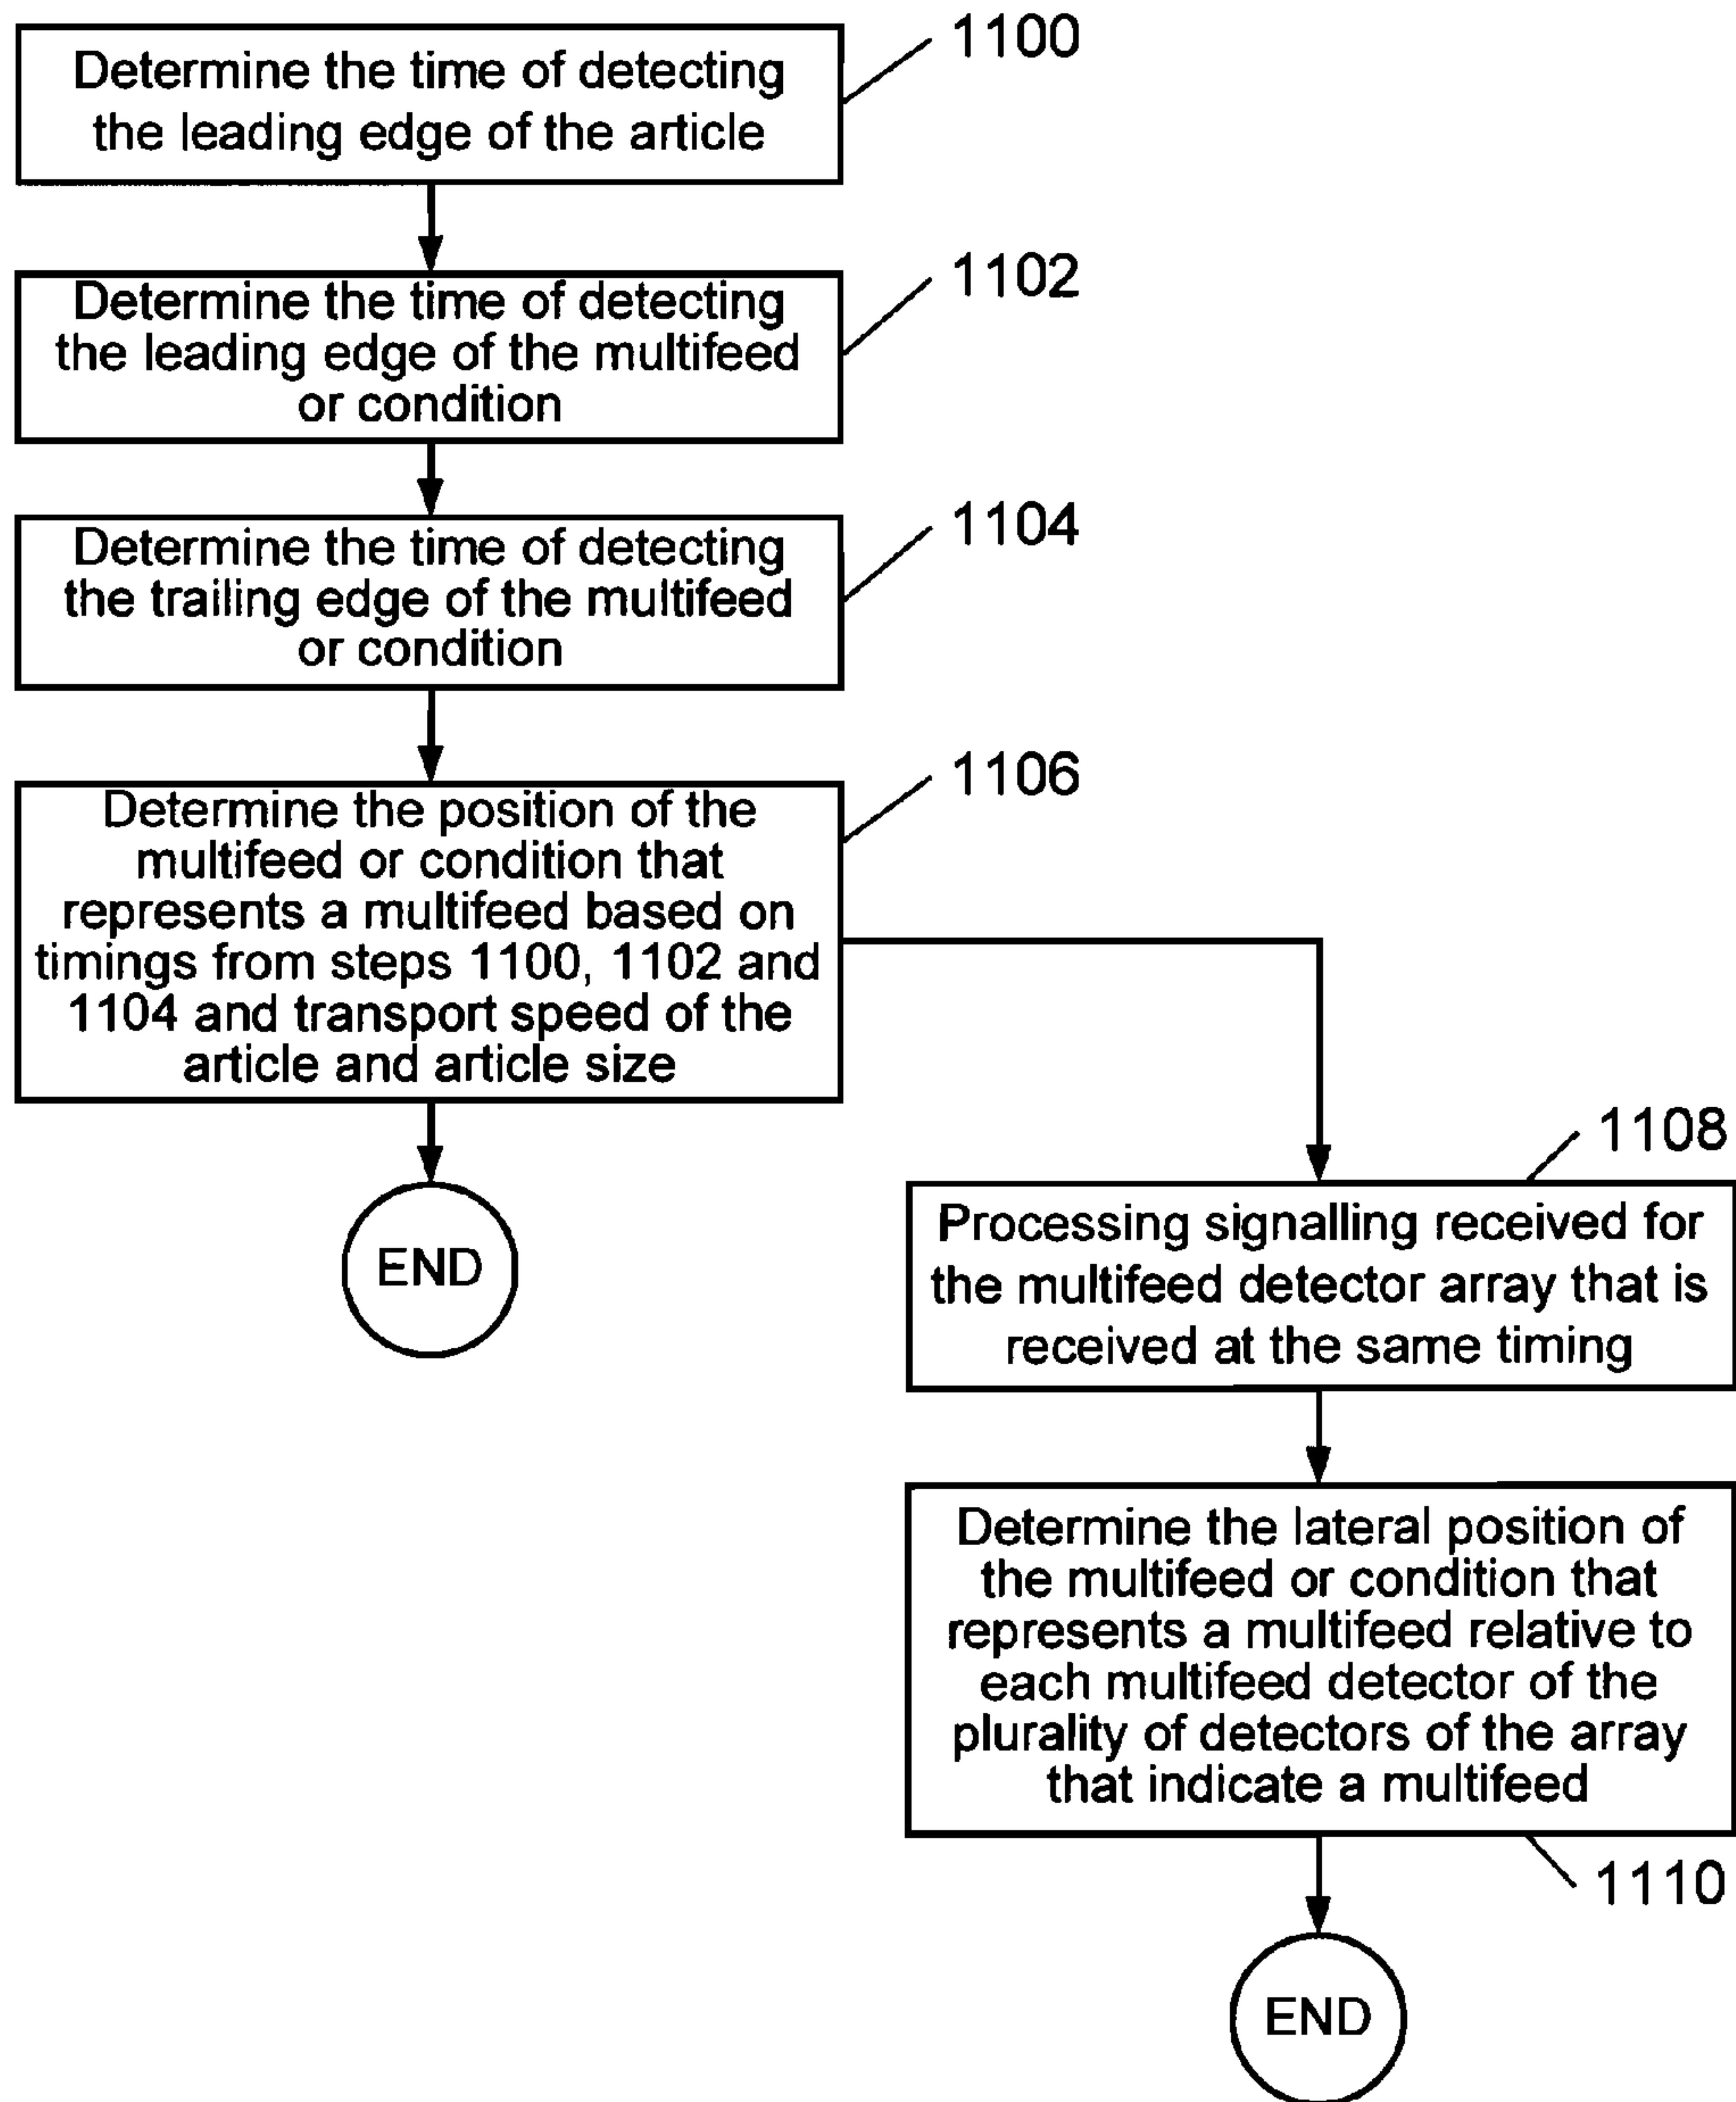 1100
Determine the time of detecting
the leading edge of the article
1102
Determine the time of detecting
the leading edge of the multifeed
or condition
1104
Determine the time of detecting
the trailing edge of the multifeed
or condition
1106
Determine the position of the
multifeed or condition that
represents a multifeed based on
timings from steps 1100, 1102 and
1104 and transport speed of the
article and article size
END
1108
Processing signalling received for
the multifeed detector array that is
received at the same timing
Determine the lateral position of
the multifeed or condition that
represents a multifeed relative to
each multifeed detector of the
plurality of detectors of the array
that indicate a multifeed
1110
END